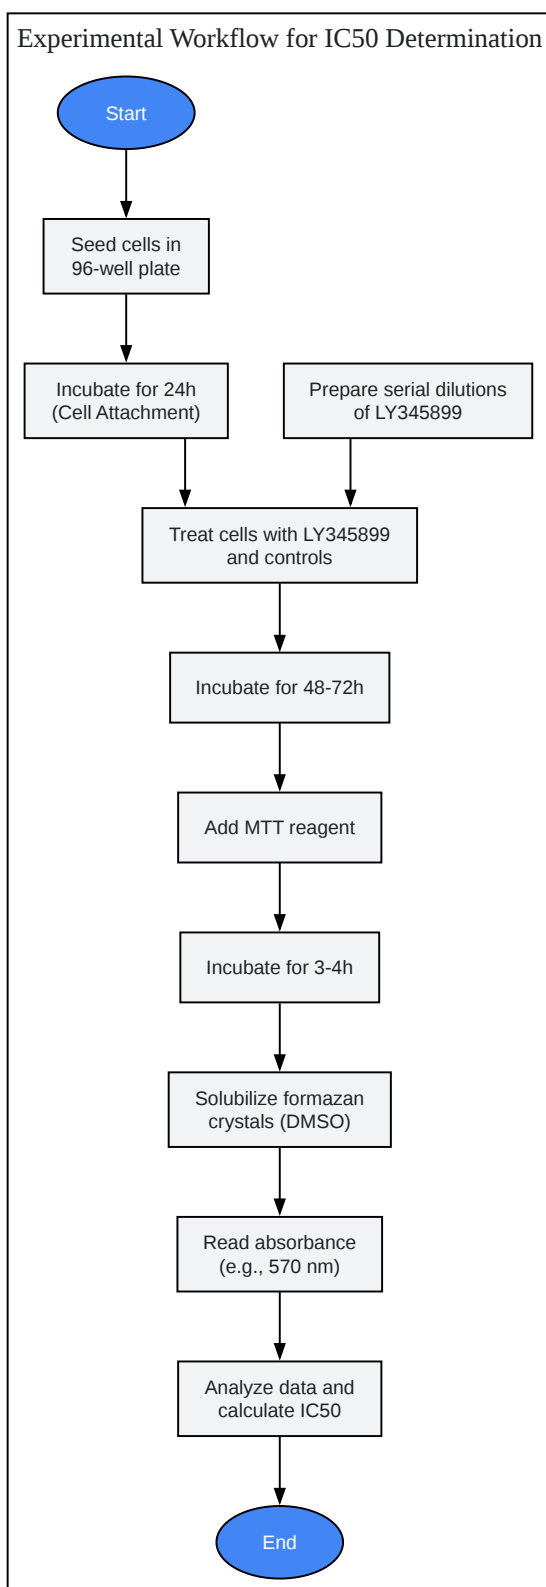 Experimental Workflow for IC50 Determination
Start
Seed cells in
96-well plate
Incubate for 24h
(Cell Attachment)
Prepare serial dilutions
of LY345899
Treat cells with LY345899
and controls
Incubate for 48-72h
Add MTT reagent
Incubate for 3-4h
Solubilize formazan
crystals (DMSO)
Read absorbance
(e.g., 570 nm)
Analyze data and
calculate IC50
End